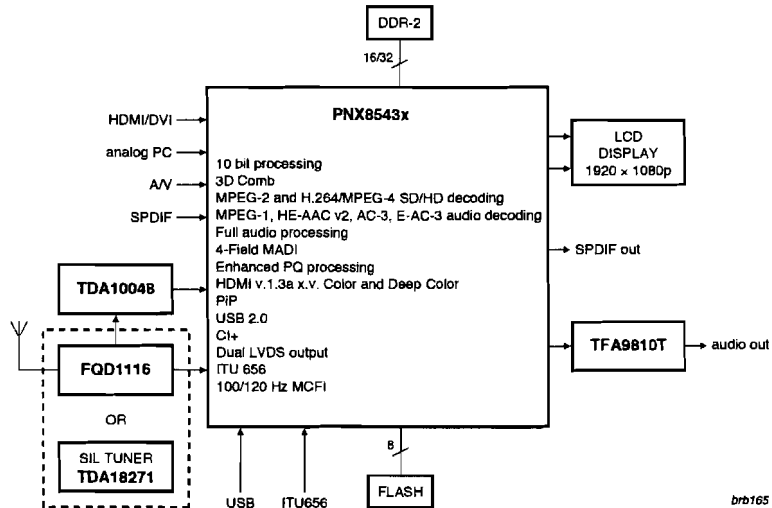 DDR-2
16/32
PNX8543x
HDMI/DVI
analog PC
A/V
SPDIF
10 bit processing
3D Comb
MPEG-2 and H.264/MPEG-4 SD/HD decoding
MPEG-1, HE-AAC v2, AC-3, E-AC-3 audio decoding
Full audio processing
4-Field MADI
Enhanced PQ processing
HDMI v.1.3a x.v. Color and Deep Color
PiP
USB 2.0
CI+
Dual LVDS output
ITU 656
100/120 Hz MCFI
LCD
DISPLAY
1920 × 1080p
SPDIF out
TFA9810T
audio out
TDA10048
FQD1116
OR
SIL TUNER
TDA18271
USB
ITU656
8
FLASH
brb165